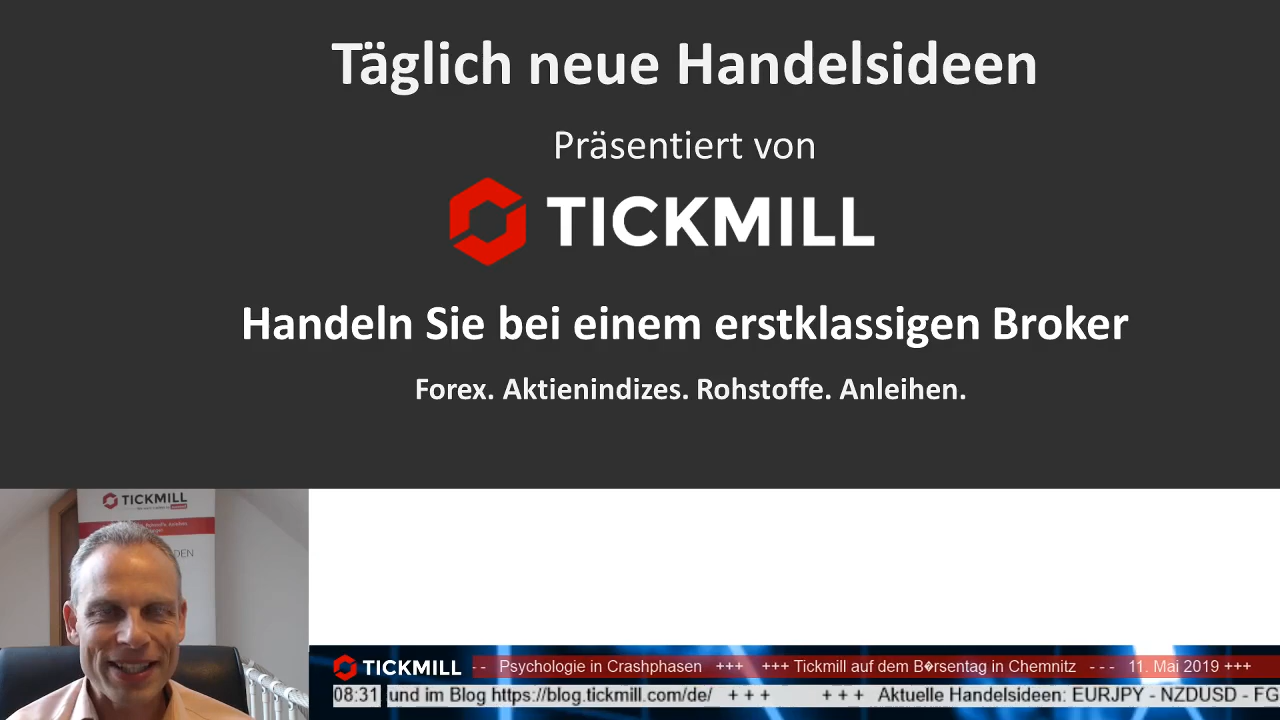 Täglich neue Handelsideen
Präsentiert von
TICKMILL
Handeln Sie bei einem erstklassigen Broker
Forex. Aktienindizes. Rohstoffe. Anleihen.
TICKMILL
TICKMILL - - Psychologie in Crashphasen +++ +++ Tickmill auf dem B�rsentag in Chemnitz - - - 11. Mai 2019 +++
08:31 und im Blog https://blog.tickmill.com/de/ + + + + + + Aktuelle Handelsideen: EURJPY - NZDUSD - FG